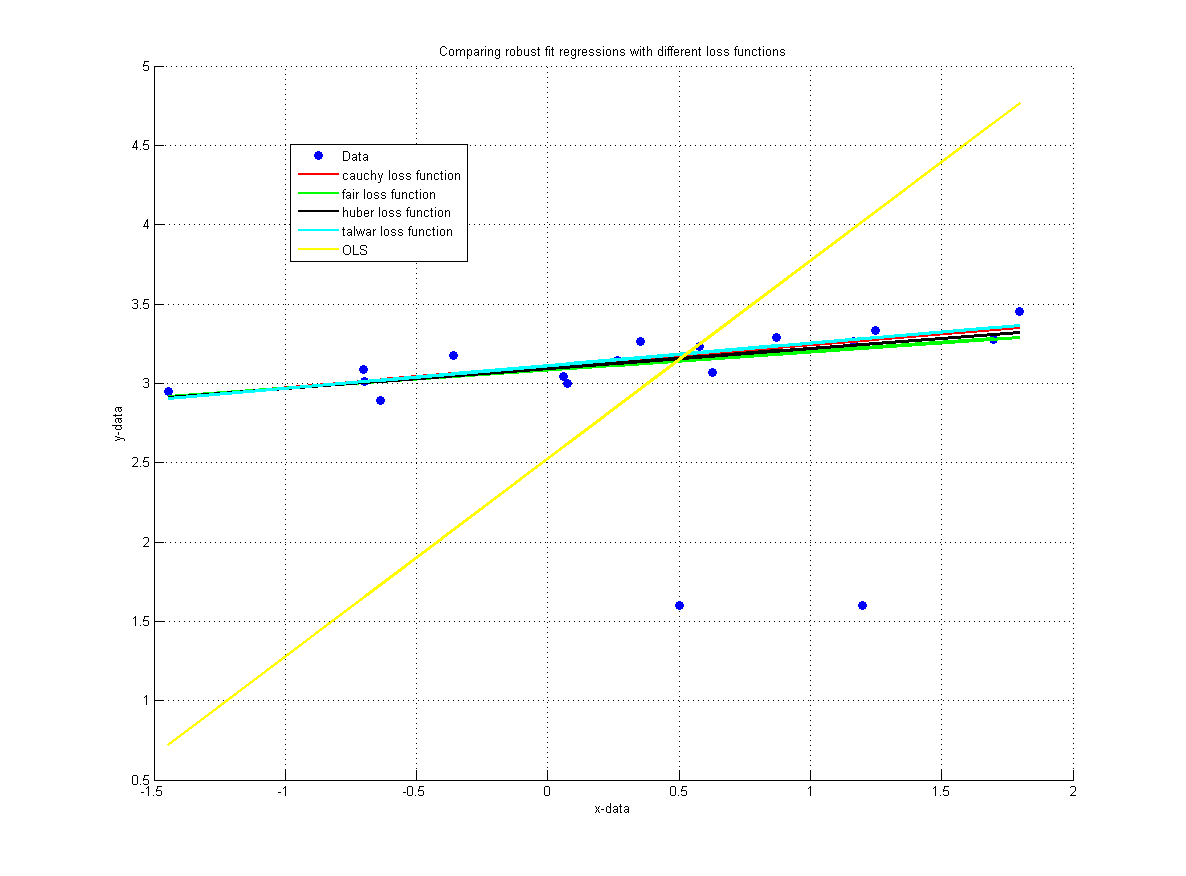 Comparing robust fit regressions with different loss functions
5
4.5
4
3.5
3
2.5
2
1.5
1
0.5
y-data
Data
cauchy loss function
fair loss function
huber loss function
talwar loss function
OLS
-1.5 -1 -0.5 0 0.5 1 1.5 2
x-data